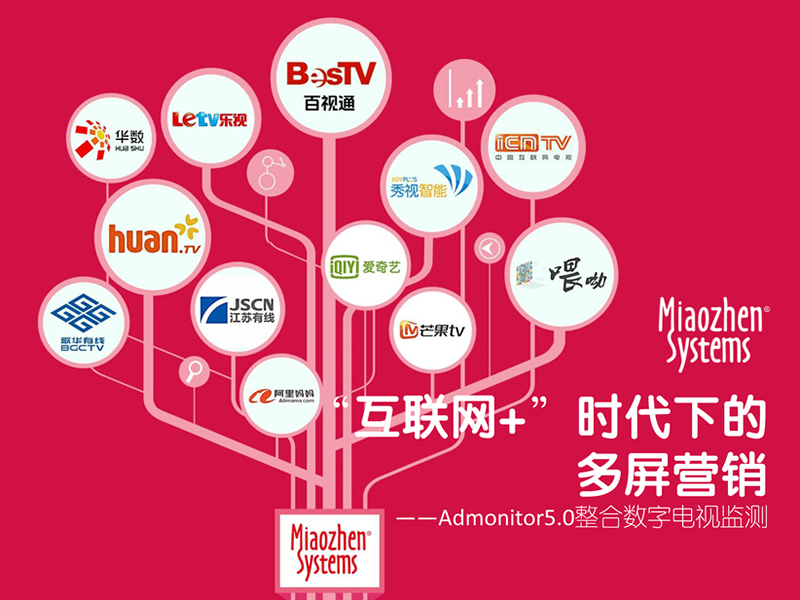 BesTV
百视通
华数
HUA SHU
Letv乐视
iCNTV
中国互联网电视
JOYPLUS
秀视智能
huan.TV
iQIYI 爱奇艺
喂呦
歌华有线
BGCTV
JSCN
江苏有线
芒果tv
阿里妈妈
Alimama.com
Miaozhen®
Systems
“互联网+”时代下的
多屏营销
——Admonitor5.0整合数字电视监测
Miaozhen®
Systems